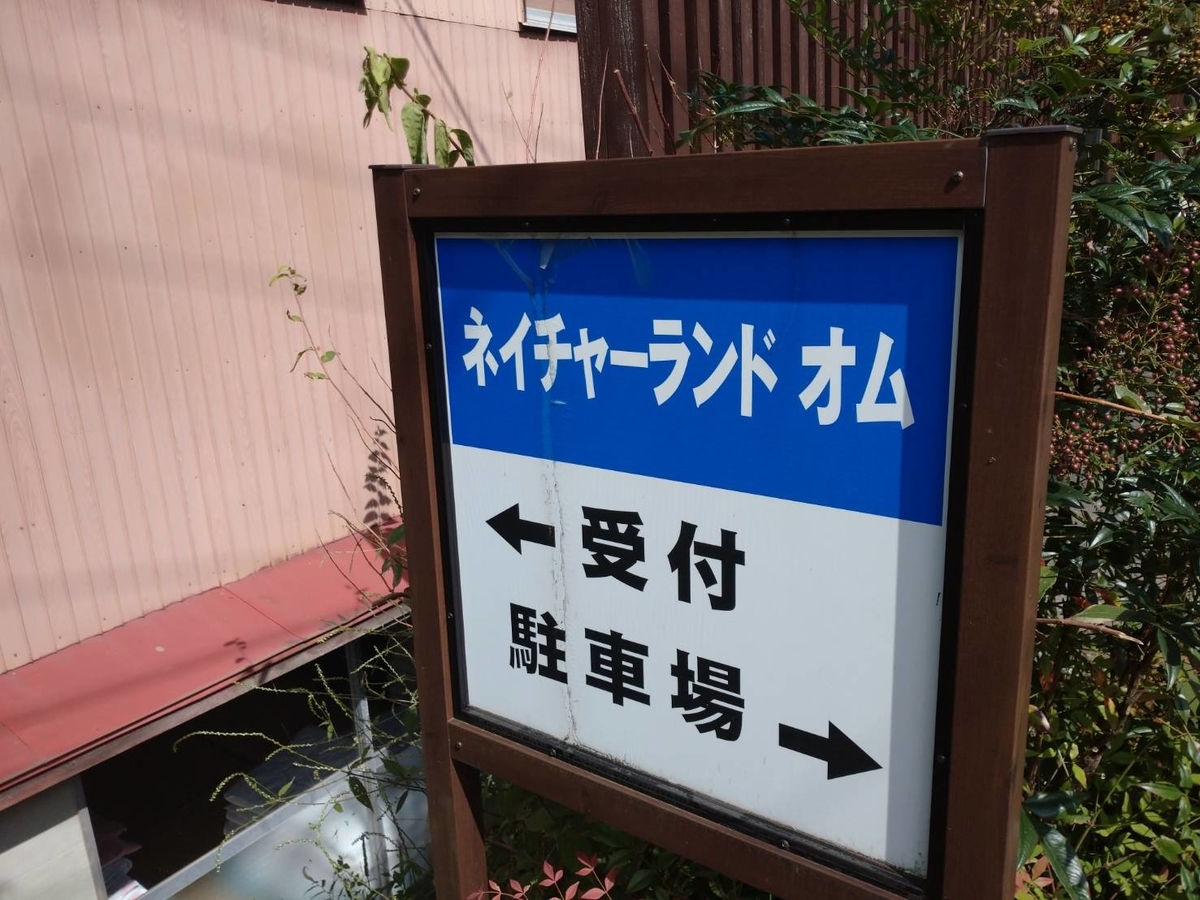 ネイチャーランド オム
← 受付
駐車場 →